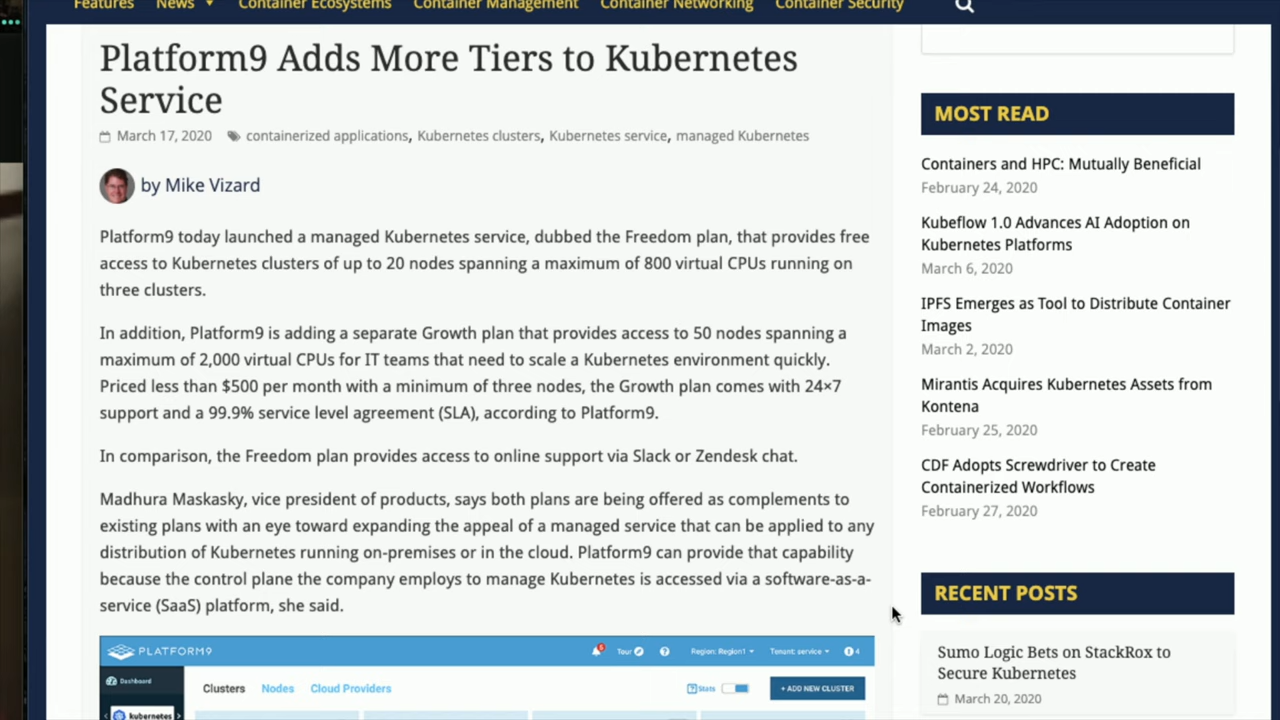 Features News Container Ecosystems Container Management Container Networking Container Security
Platform9 Adds More Tiers to Kubernetes
Service
March 17, 2020 containerized applications, Kubernetes clusters, Kubernetes service, managed Kubernetes
by Mike Vizard
Platform9 today launched a managed Kubernetes service, dubbed the Freedom plan, that provides free
access to Kubernetes clusters of up to 20 nodes spanning a maximum of 800 virtual CPUs running on
three clusters.
In addition, Platform9 is adding a separate Growth plan that provides access to 50 nodes spanning a
maximum of 2,000 virtual CPUs for IT teams that need to scale a Kubernetes environment quickly.
Priced less than $500 per month with a minimum of three nodes, the Growth plan comes with 24×7
support and a 99.9% service level agreement (SLA), according to Platform9.
In comparison, the Freedom plan provides access to online support via Slack or Zendesk chat.
Madhura Maskasky, vice president of products, says both plans are being offered as complements to
existing plans with an eye toward expanding the appeal of a managed service that can be applied to any
distribution of Kubernetes running on-premises or in the cloud. Platform9 can provide that capability
because the control plane the company employs to manage Kubernetes is accessed via a software-as-a-
service (SaaS) platform, she said.
PLATFORM9 Tour Region: Region1 Tenant: service 4
Dashboard
Clusters Nodes Cloud Providers Stats + ADD NEW CLUSTER
kubernetes
MOST READ
Containers and HPC: Mutually Beneficial
February 24, 2020
Kubeflow 1.0 Advances AI Adoption on
Kubernetes Platforms
March 6, 2020
IPFS Emerges as Tool to Distribute Container
Images
March 2, 2020
Mirantis Acquires Kubernetes Assets from
Kontena
February 25, 2020
CDF Adopts Screwdriver to Create
Containerized Workflows
February 27, 2020
RECENT POSTS
Sumo Logic Bets on StackRox to
Secure Kubernetes
March 20, 2020